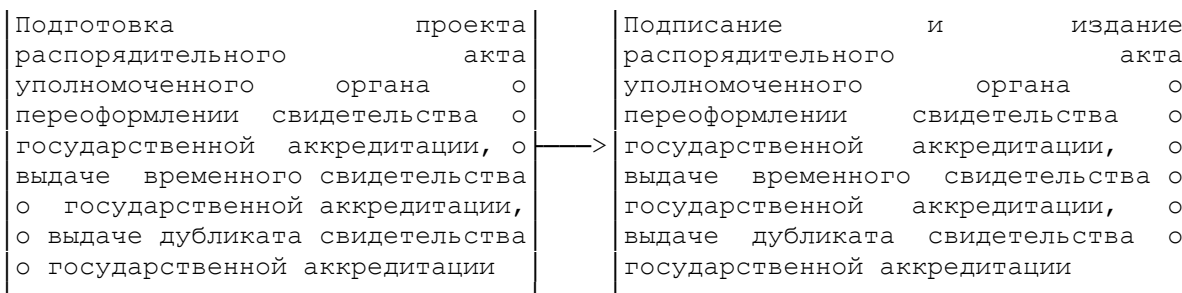 Подготовка проекта
распорядительного акта
уполномоченного органа о
переоформлении свидетельства о
государственной аккредитации, о
выдаче временного свидетельства
о государственной аккредитации,
о выдаче дубликата свидетельства
о государственной аккредитации
Подписание и издание
распорядительного акта
уполномоченного органа о
переоформлении свидетельства о
государственной аккредитации, о
выдаче временного свидетельства о
государственной аккредитации, о
выдаче дубликата свидетельства о
государственной аккредитации